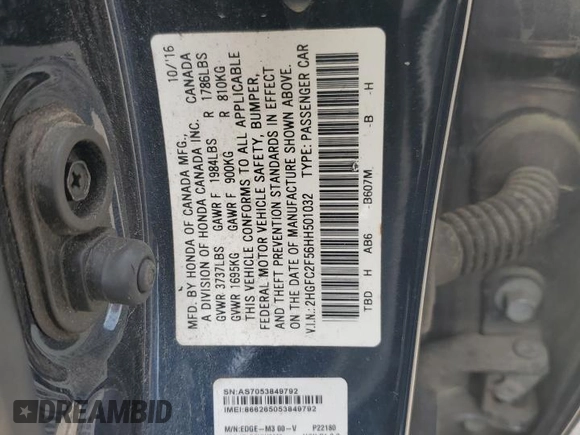 MFD. BY HONDA OF CANADA MFG., 10/'16
A DIVISION OF HONDA CANADA INC. CANADA
GVWR 3737LBS GAWR F 1984LBS R 1786LBS
GVWR 1695KG GAWR F 900KG R 810KG
THIS VEHICLE CONFORMS TO ALL APPLICABLE
FEDERAL MOTOR VEHICLE SAFETY, BUMPER,
AND THEFT PREVENTION STANDARDS IN EFFECT
ON THE DATE OF MANUFACTURE SHOWN ABOVE.
V.I.N.: 2HGFC2F56HH501032 TYPE: PASSENGER CAR
TBD H AB6 -B607M -B -H
SN:AS7053849792
IMEI:866265053849792
M/N:EDGE-M3 00-V P22180
© RIDE SAFELY